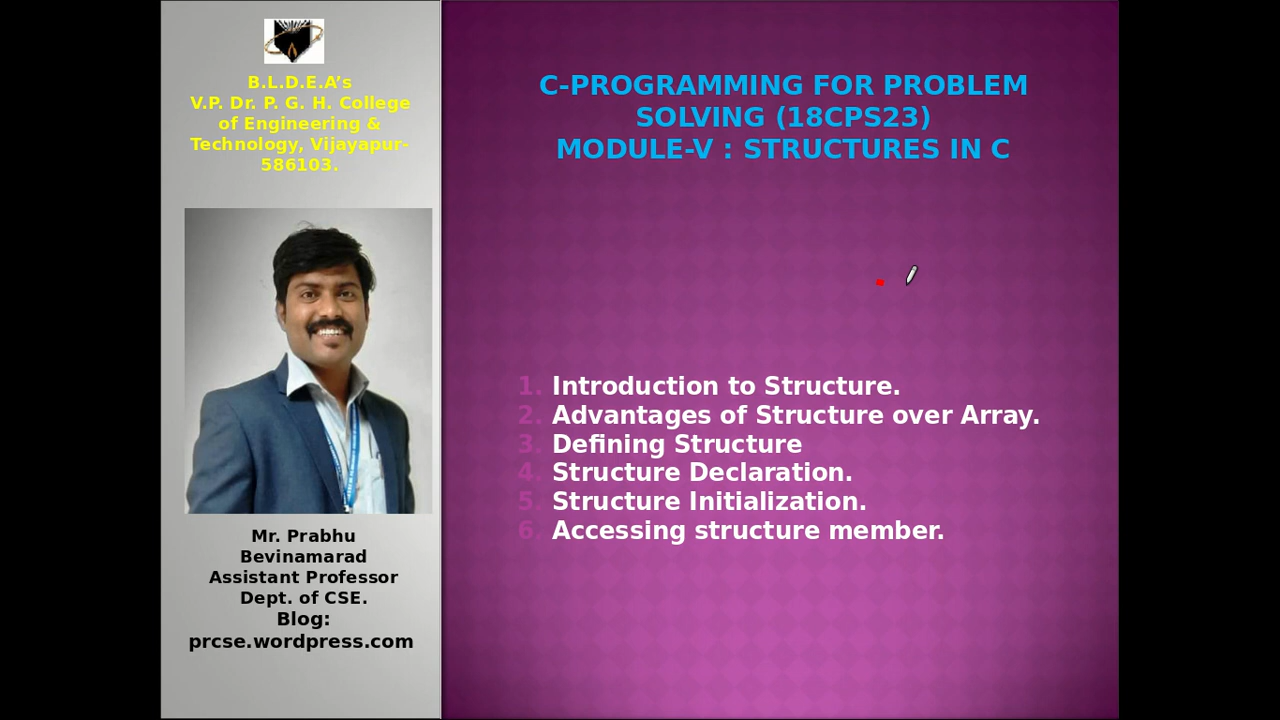 B.L.D.E.A’s
V.P. Dr. P. G. H. College
of Engineering &
Technology, Vijayapur-
586103.
Mr. Prabhu
Bevinamarad
Assistant Professor
Dept. of CSE.
Blog:
prcse.wordpress.com
C-PROGRAMMING FOR PROBLEM
SOLVING (18CPS23)
MODULE-V : STRUCTURES IN C
1. Introduction to Structure.
2. Advantages of Structure over Array.
3. Defining Structure
4. Structure Declaration.
5. Structure Initialization.
6. Accessing structure member.